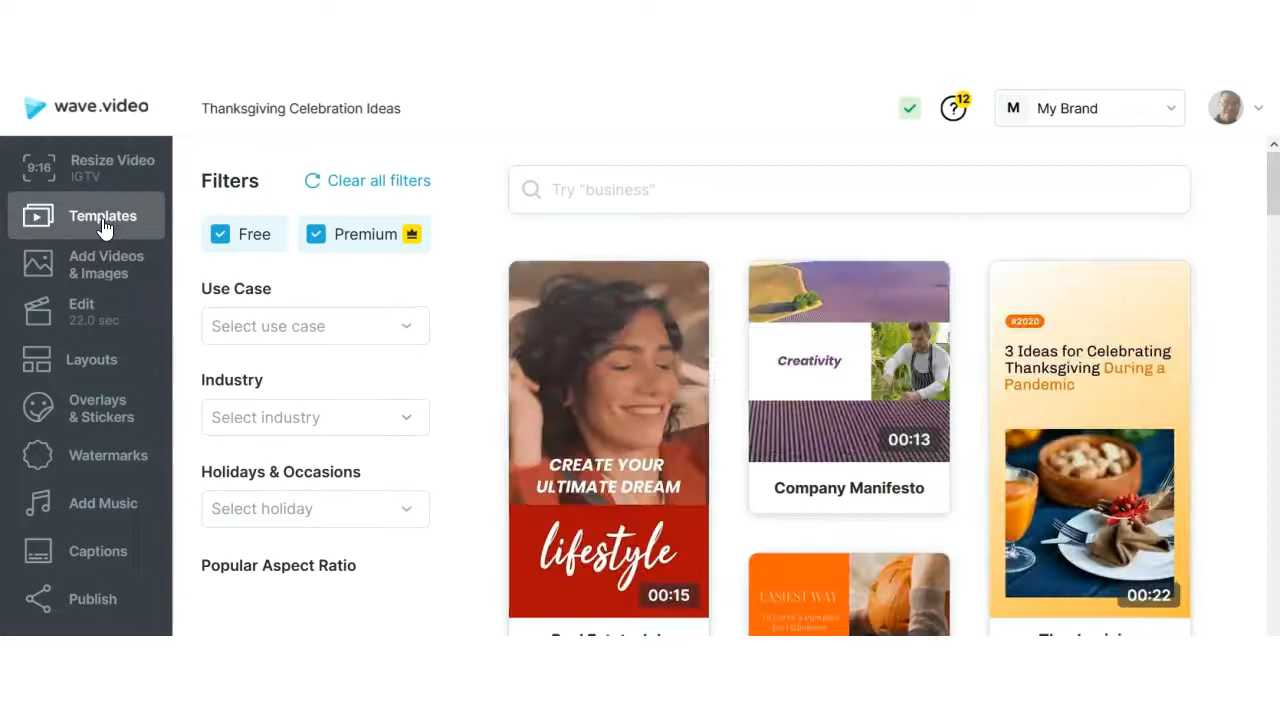 wave.video
Thanksgiving Celebration Ideas
12
M
My Brand
9:16
Resize Video
IGTV
Templates
Add Videos
& Images
Edit
22.0 sec
Layouts
Overlays
& Stickers
Watermarks
Add Music
Captions
Publish
Filters
Clear all filters
Free
Premium
Use Case
Select use case
Industry
Select industry
Holidays & Occasions
Select holiday
Popular Aspect Ratio
Try "business"
CREATE YOUR
ULTIMATE DREAM
lifestyle
00:15
Creativity
00:13
Company Manifesto
EASIEST WAY
#2020
3 Ideas for Celebrating
Thanksgiving During a
Pandemic
00:22